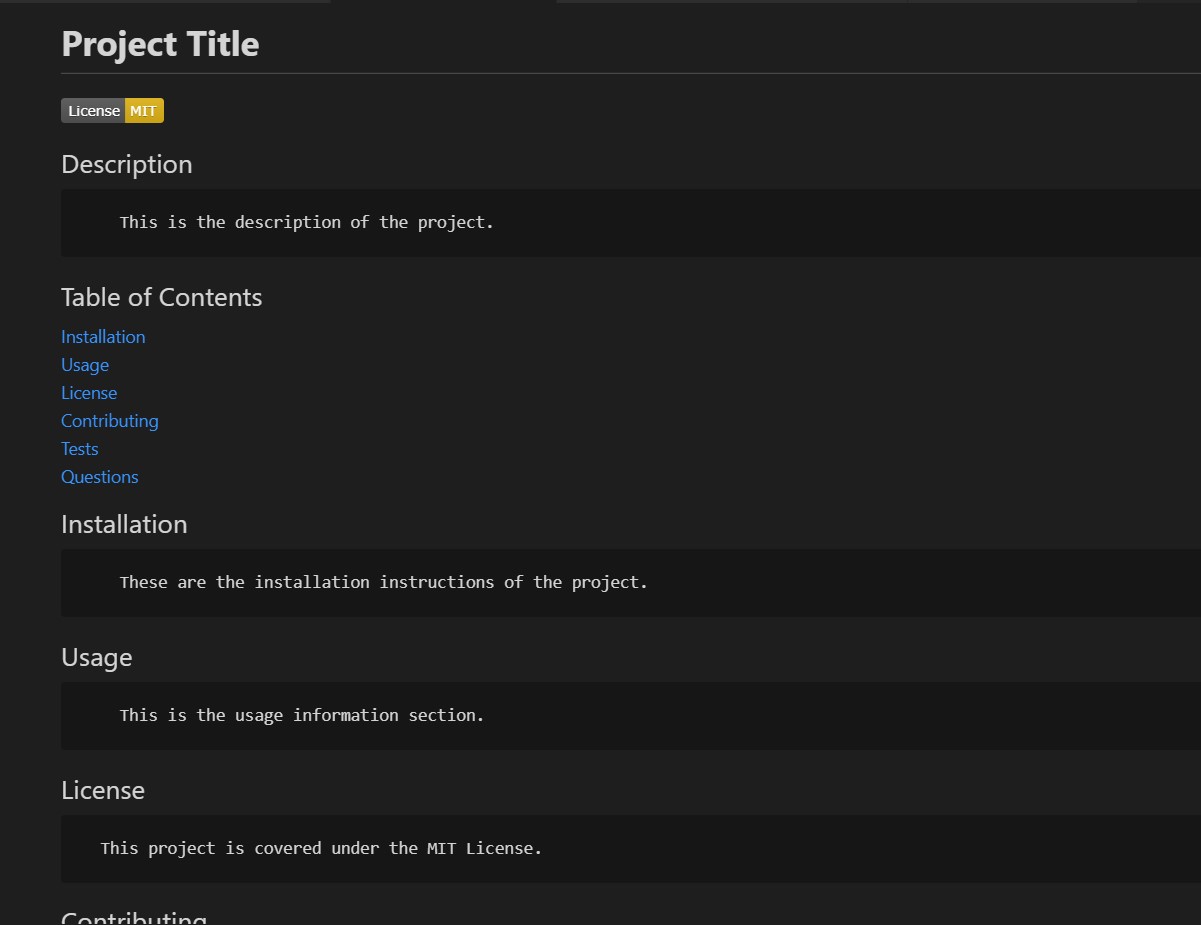 Project Title
License MIT
Description
This is the description of the project.
Table of Contents
Installation
Usage
License
Contributing
Tests
Questions
Installation
These are the installation instructions of the project.
Usage
This is the usage information section.
License
This project is covered under the MIT License.
Contributing